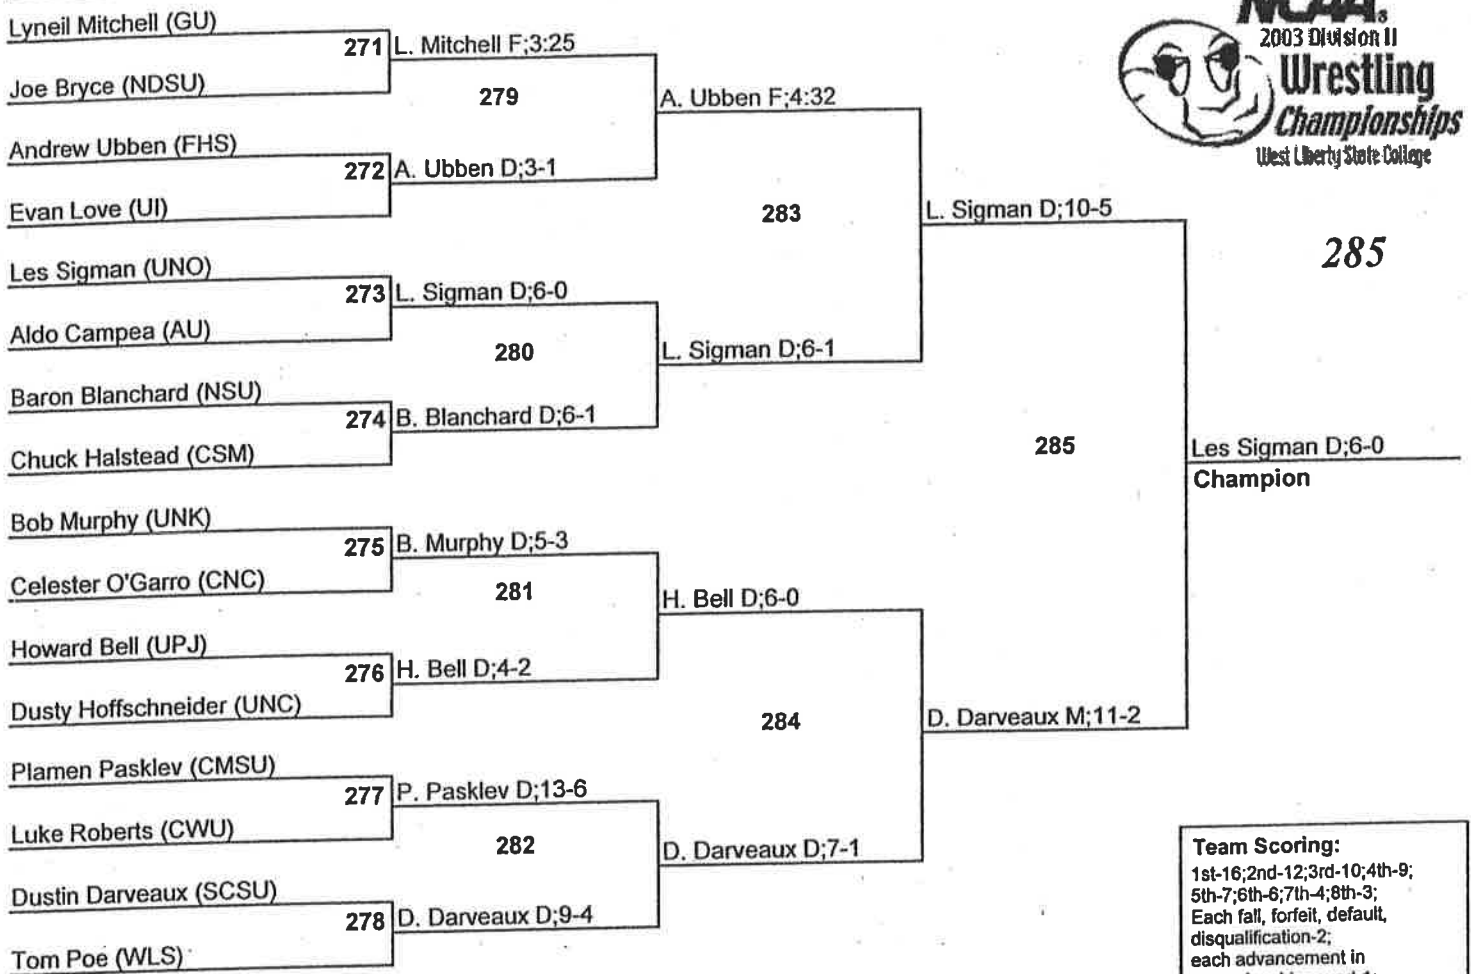 NCAA
2003 Division II
Wrestling
Championships
West Liberty State College
285
Lyneil Mitchell (GU)
271
L. Mitchell F;3:25
Joe Bryce (NDSU)
279
A. Ubben F;4:32
Andrew Ubben (FHS)
272
A. Ubben D;3-1
Evan Love (UI)
283
L. Sigman D;10-5
Les Sigman (UNO)
273
L. Sigman D;6-0
Aldo Campea (AU)
280
L. Sigman D;6-1
Baron Blanchard (NSU)
274
B. Blanchard D;6-1
Chuck Halstead (CSM)
285
Les Sigman D;6-0
Champion
Bob Murphy (UNK)
275
B. Murphy D;5-3
Celester O'Garro (CNC)
281
H. Bell D;6-0
Howard Bell (UPJ)
276
H. Bell D;4-2
Dusty Hoffschneider (UNC)
284
D. Darveaux M;11-2
Plamen Pasklev (CMSU)
277
P. Pasklev D;13-6
Luke Roberts (CWU)
282
D. Darveaux D;7-1
Dustin Darveaux (SCSU)
278
D. Darveaux D;9-4
Tom Poe (WLS)
Team Scoring:
1st-16;2nd-12;3rd-10;4th-9;
5th-7;6th-6;7th-4;8th-3;
Each fall, forfeit, default,
disqualification-2;
each advancement in